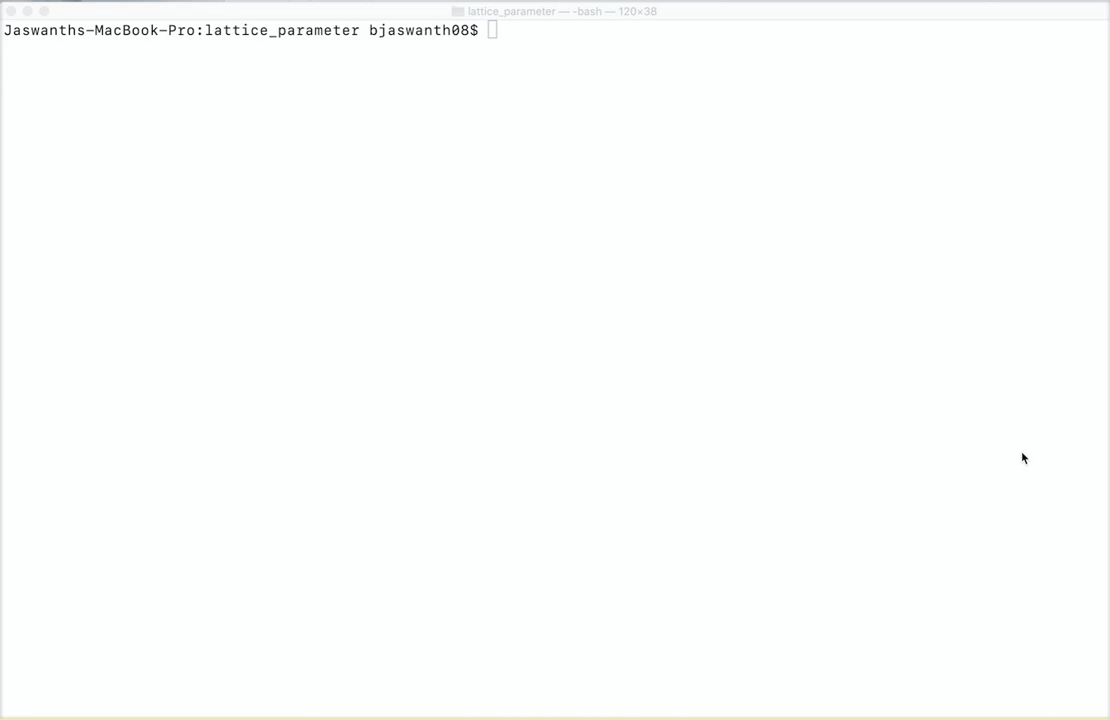 lattice_parameter — -bash — 120×38
Jaswanths-MacBook-Pro:lattice_parameter bjaswanth08$